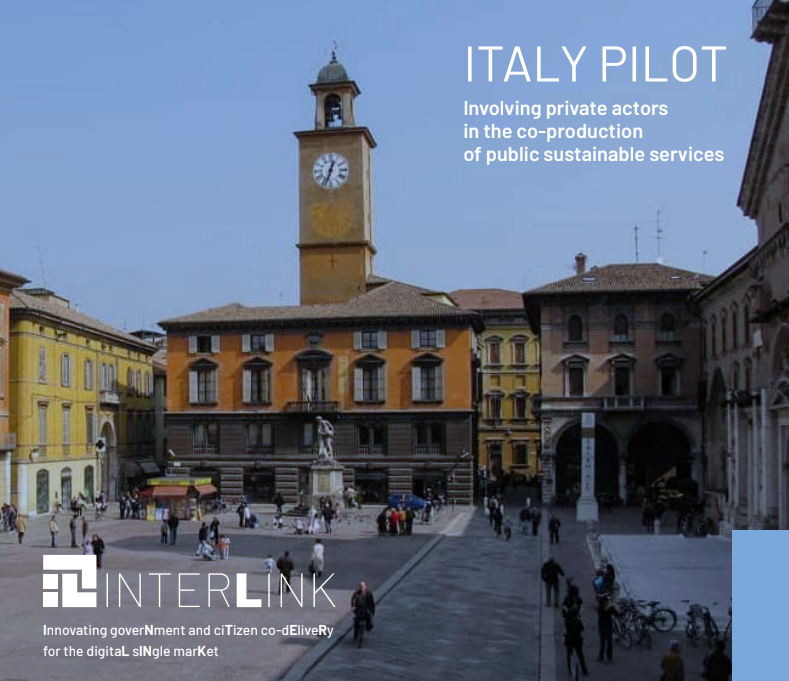 ITALY PILOT
Involving private actors
in the co-production
of public sustainable services
INTERLINK
Innovating goverNment and ciTizen co-dEliveRy
for the digitaL sINgle marKet